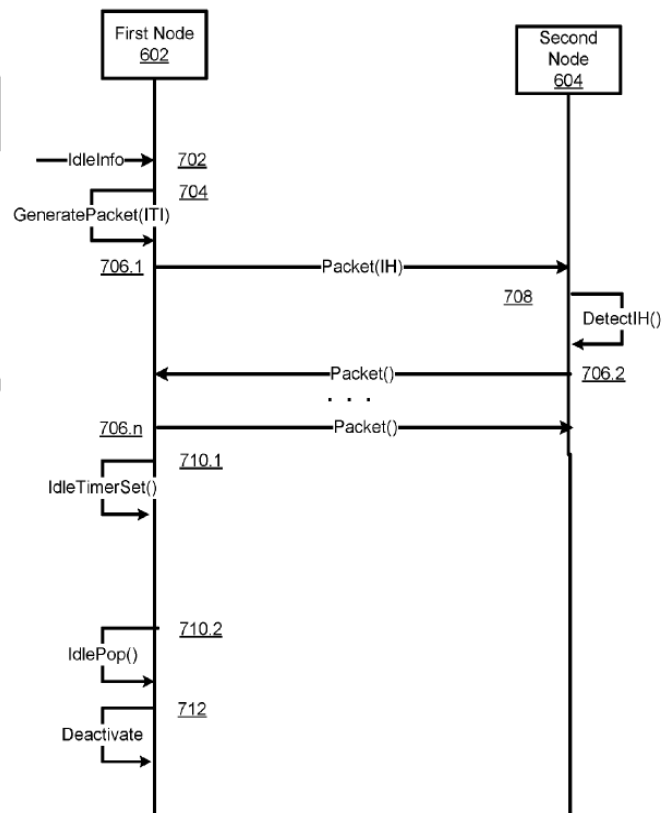 First Node
602
Second
Node
604
IdleInfo
702
704
GeneratePacket(ITI)
706.1
Packet(IH)
708
DetectIH()
Packet()
706.2
. . .
706.n
Packet()
710.1
IdleTimerSet()
710.2
IdlePop()
712
Deactivate